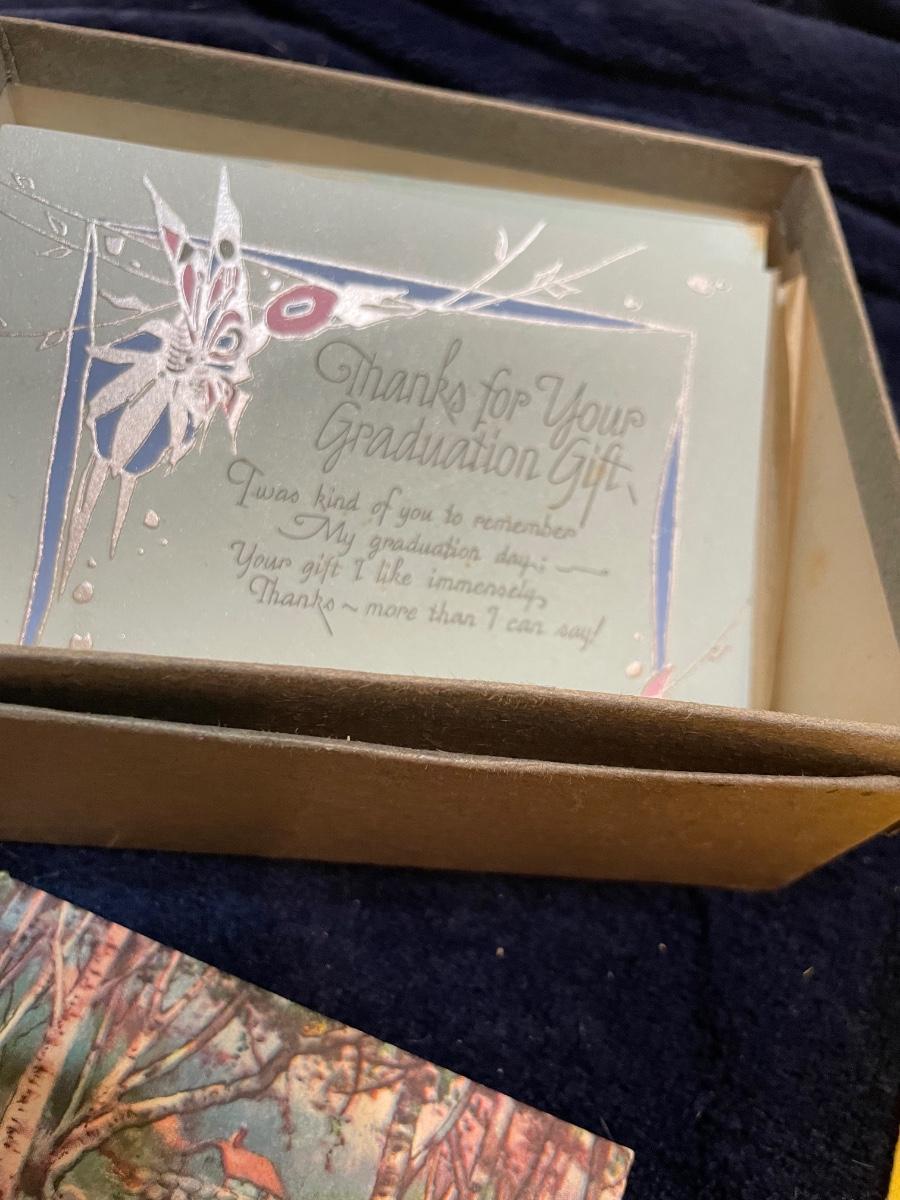 Thanks for Your
Graduation Gift
Twas kind of you to remember
My graduation day; —
Your gift I like immensely,
Thanks ~ more than I can say!